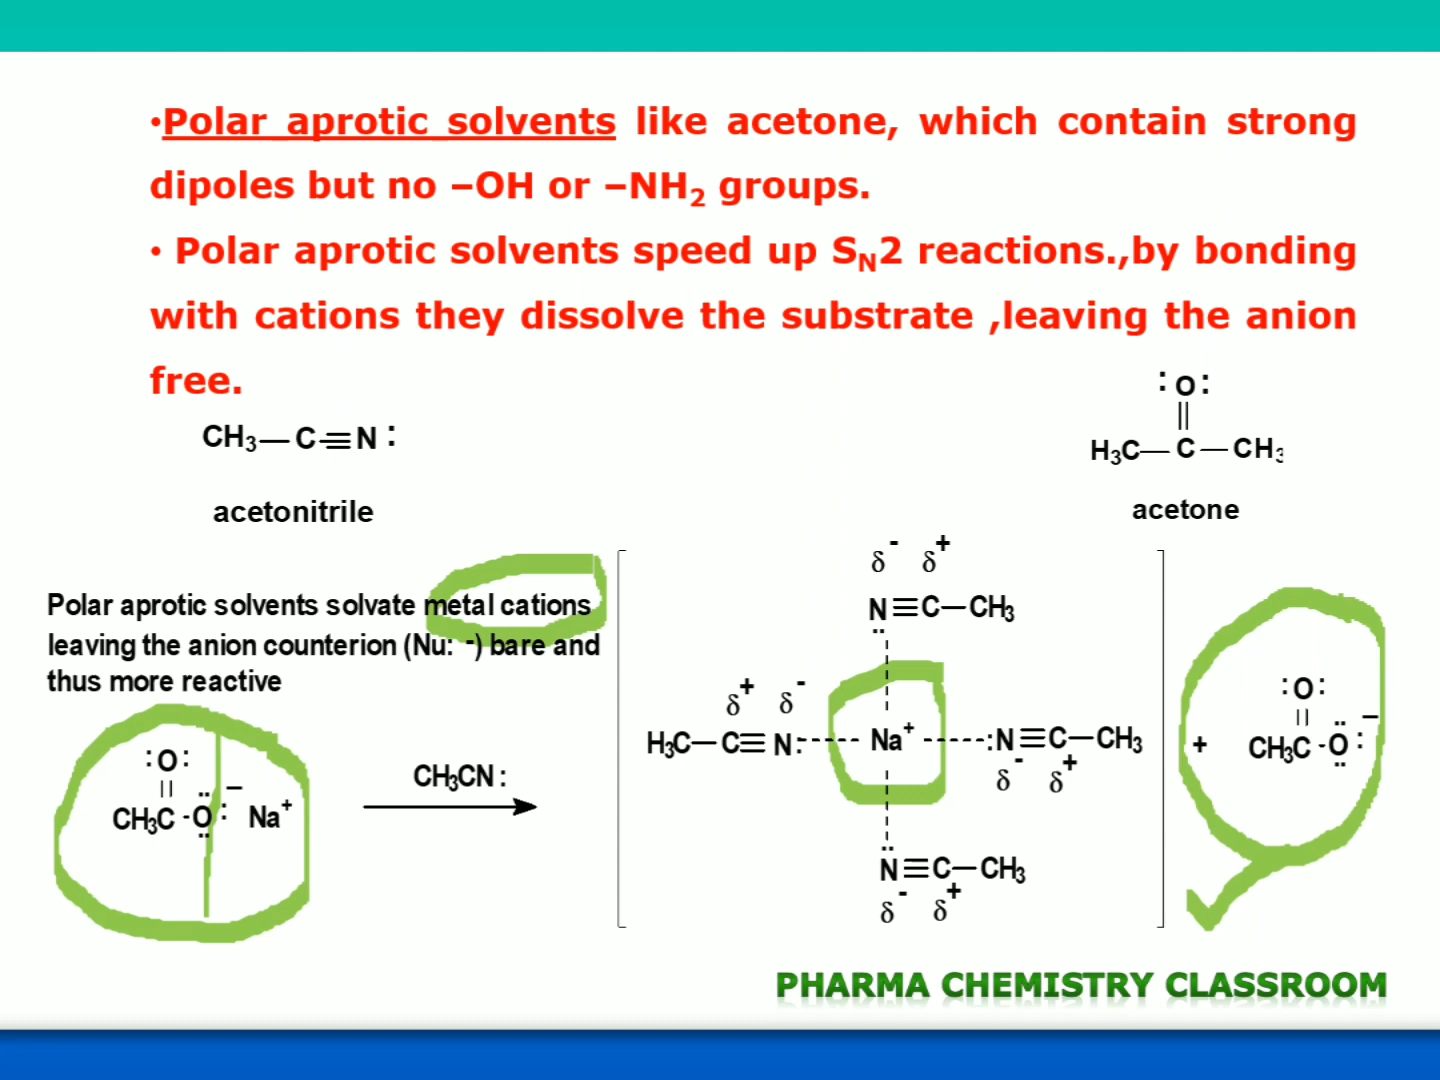 •Polar aprotic solvents like acetone, which contain strong
dipoles but no –OH or –NH₂ groups.
• Polar aprotic solvents speed up Sₙ2 reactions.,by bonding
with cations they dissolve the substrate ,leaving the anion
free.
:O:
||
CH₃—C≡N:
H₃C—C—CH₃
acetonitrile
acetone
δ⁻ δ⁺
N≡C—CH₃
Polar aprotic solvents solvate metal cations
leaving the anion counterion (Nu: ⁻) bare and
thus more reactive
δ⁺ δ⁻
H₃C—C≡N:-----Na⁺-----:N≡C—CH₃
δ⁻ δ⁺
:O:
||
CH₃C-O:⁻ Na⁺
CH₃CN:
N≡C—CH₃
δ⁻ δ⁺
+
:O:
||
CH₃C-O:⁻
PHARMA CHEMISTRY CLASSROOM